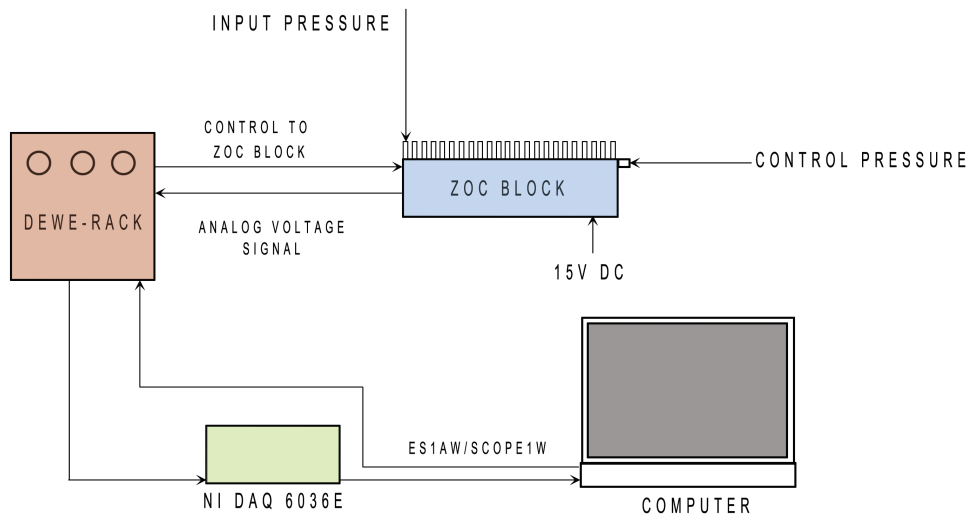 INPUT PRESSURE
CONTROL TO
ZOC BLOCK
CONTROL PRESSURE
ZOC BLOCK
DEWE-RACK
ANALOG VOLTAGE
SIGNAL
15V DC
ES1AW/SCOPE1W
NI DAQ 6036E
COMPUTER